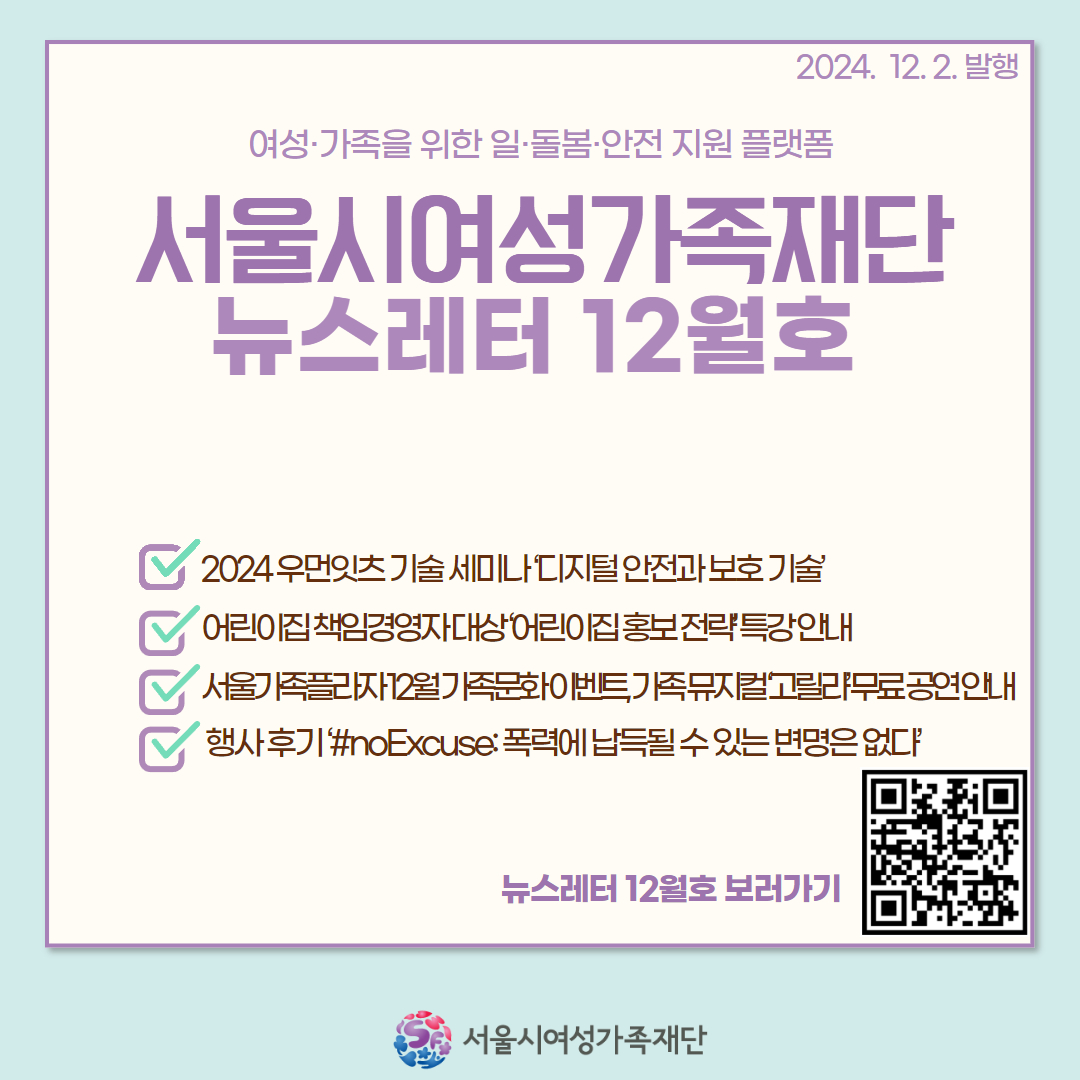 2024. 12. 2. 발행
여성·가족을 위한 일·돌봄·안전 지원 플랫폼
서울시여성가족재단
뉴스레터 12월호
2024 우먼잇츠 기술 세미나 '디지털 안전과 보호 기술'
어린이집 책임경영자 대상 '어린이집 홍보 전략' 특강 안내
서울가족플라자 12월 가족문화 이벤트, 가족 뮤지컬 '고릴라' 무료 공연 안내
행사 후기 '#noExcuse: 폭력에 납득될 수 있는 변명은 없다'
뉴스레터 12월호 보러가기
SF
서울시여성가족재단